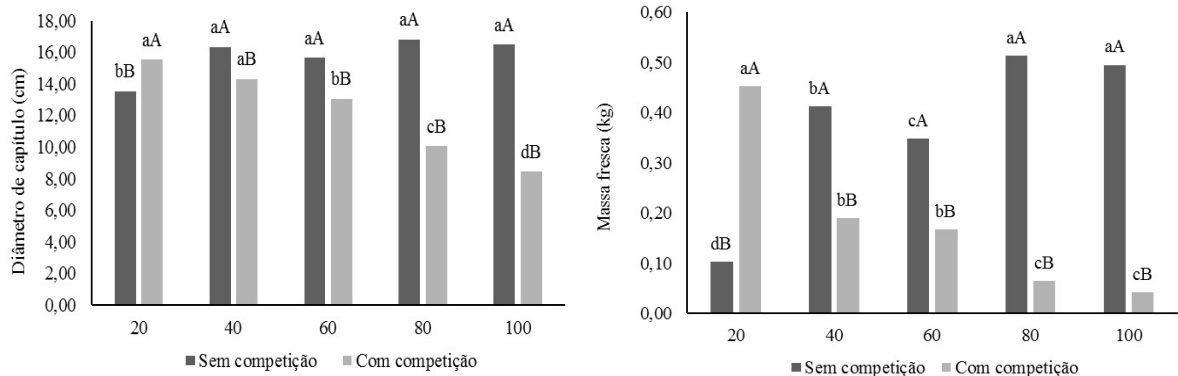 Diâmetro de capítulo (cm)
18,00
16,00
14,00
12,00
10,00
8,00
6,00
4,00
2,00
0,00
bB
aA
aA
aB
aA
bB
aA
cB
aA
dB
20 40 60 80 100
Sem competição Com competição
Massa fresca (kg)
0,60
0,50
0,40
0,30
0,20
0,10
0,00
dB
aA
bA
bB
cA
bB
aA
cB
aA
cB
20 40 60 80 100
Sem competição Com competição